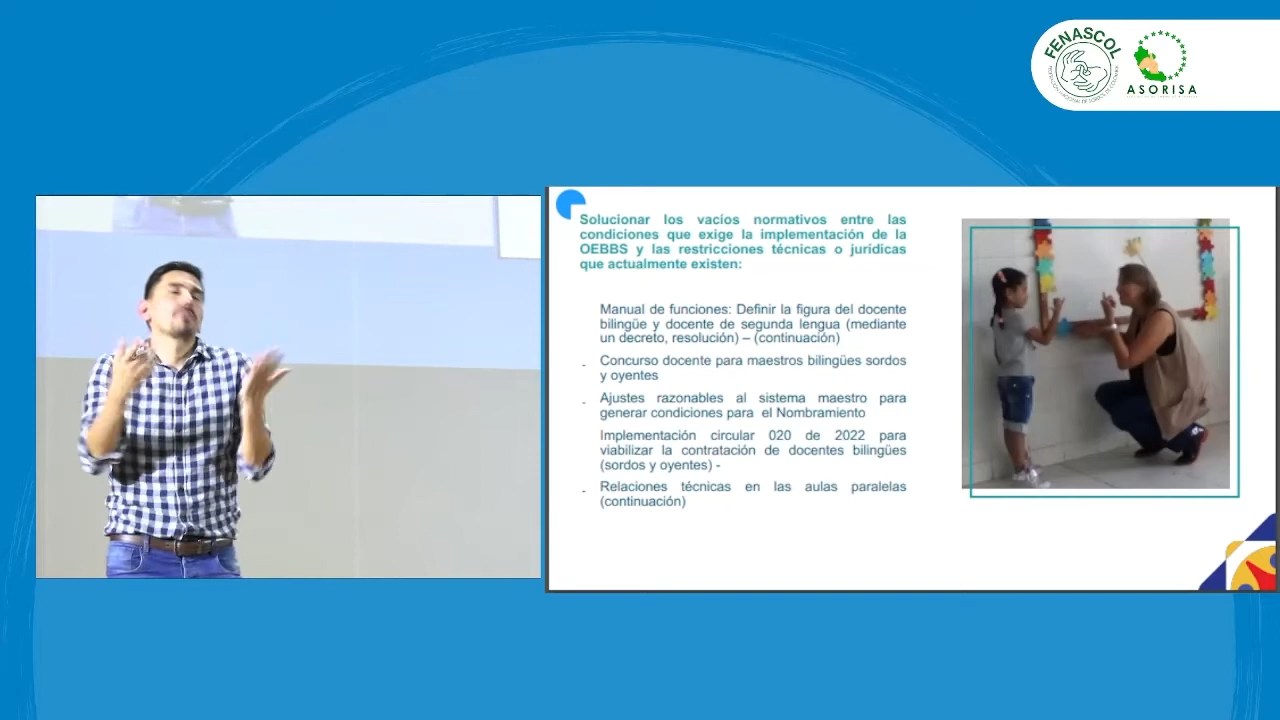 FENASCOL
ASORISA
Solucionar los vacíos normativos entre las
condiciones que exige la implementación de la
OEBBS y las restricciones técnicas o jurídicas
que actualmente existen:
Manual de funciones: Definir la figura del docente
bilingüe y docente de segunda lengua (mediante
un decreto, resolución) – (continuación)
- Concurso docente para maestros bilingües sordos
y oyentes
- Ajustes razonables al sistema maestro para
generar condiciones para el Nombramiento
Implementación circular 020 de 2022 para
viabilizar la contratación de docentes bilingües
(sordos y oyentes) -
- Relaciones técnicas en las aulas paralelas
(continuación)